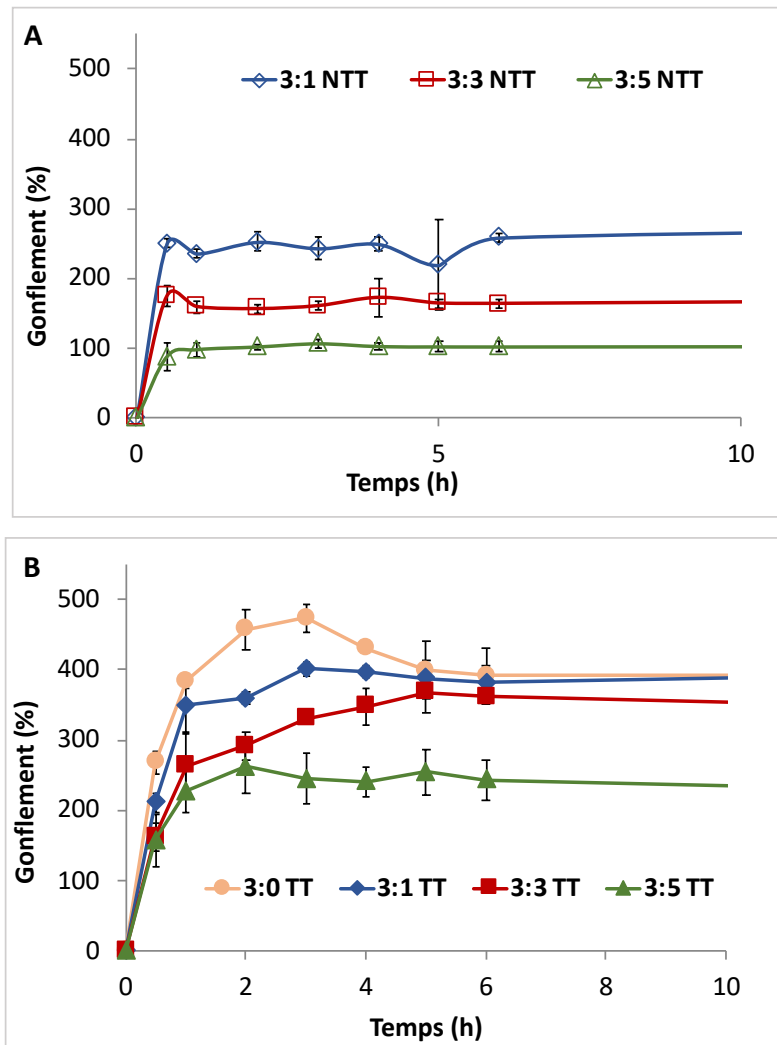 A
500
400
300
200
100
0
Gonflement (%)
3:1 NTT 3:3 NTT 3:5 NTT
0 5 10
Temps (h)
B
500
400
300
200
100
0
Gonflement (%)
3:0 TT 3:1 TT 3:3 TT 3:5 TT
0 2 4 6 8 10
Temps (h)